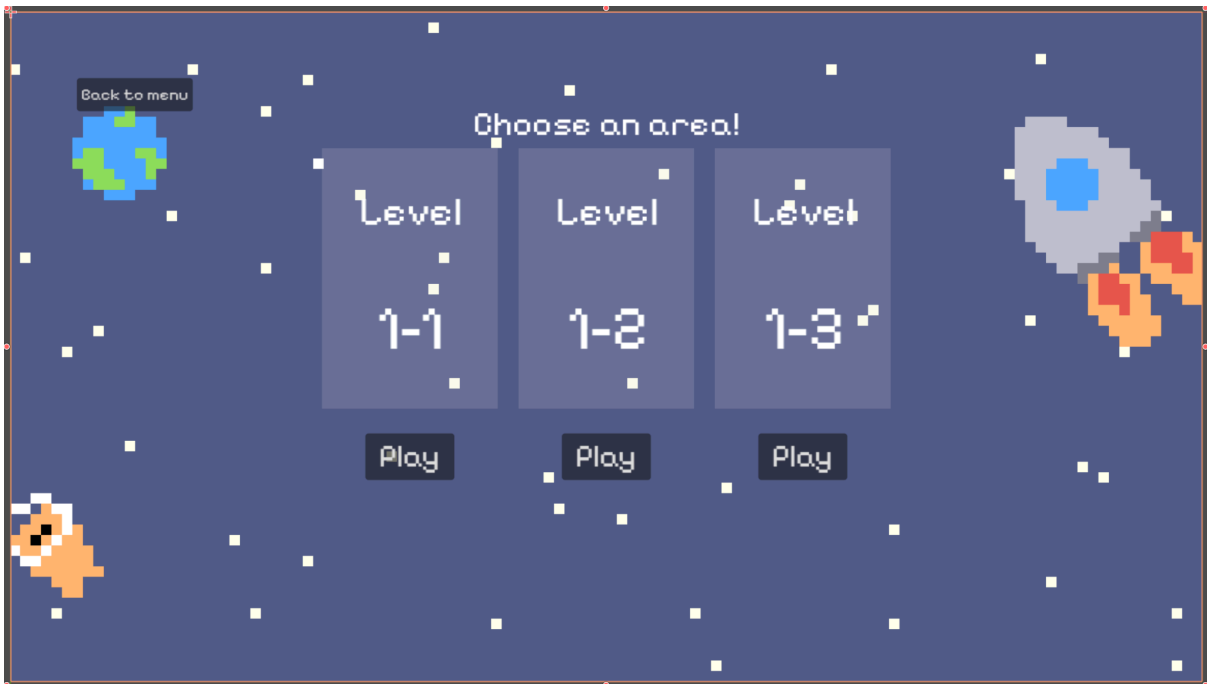 Back to menu
Choose an area!
Level
1-1
Play
Level
1-2
Play
Level
1-3
Play